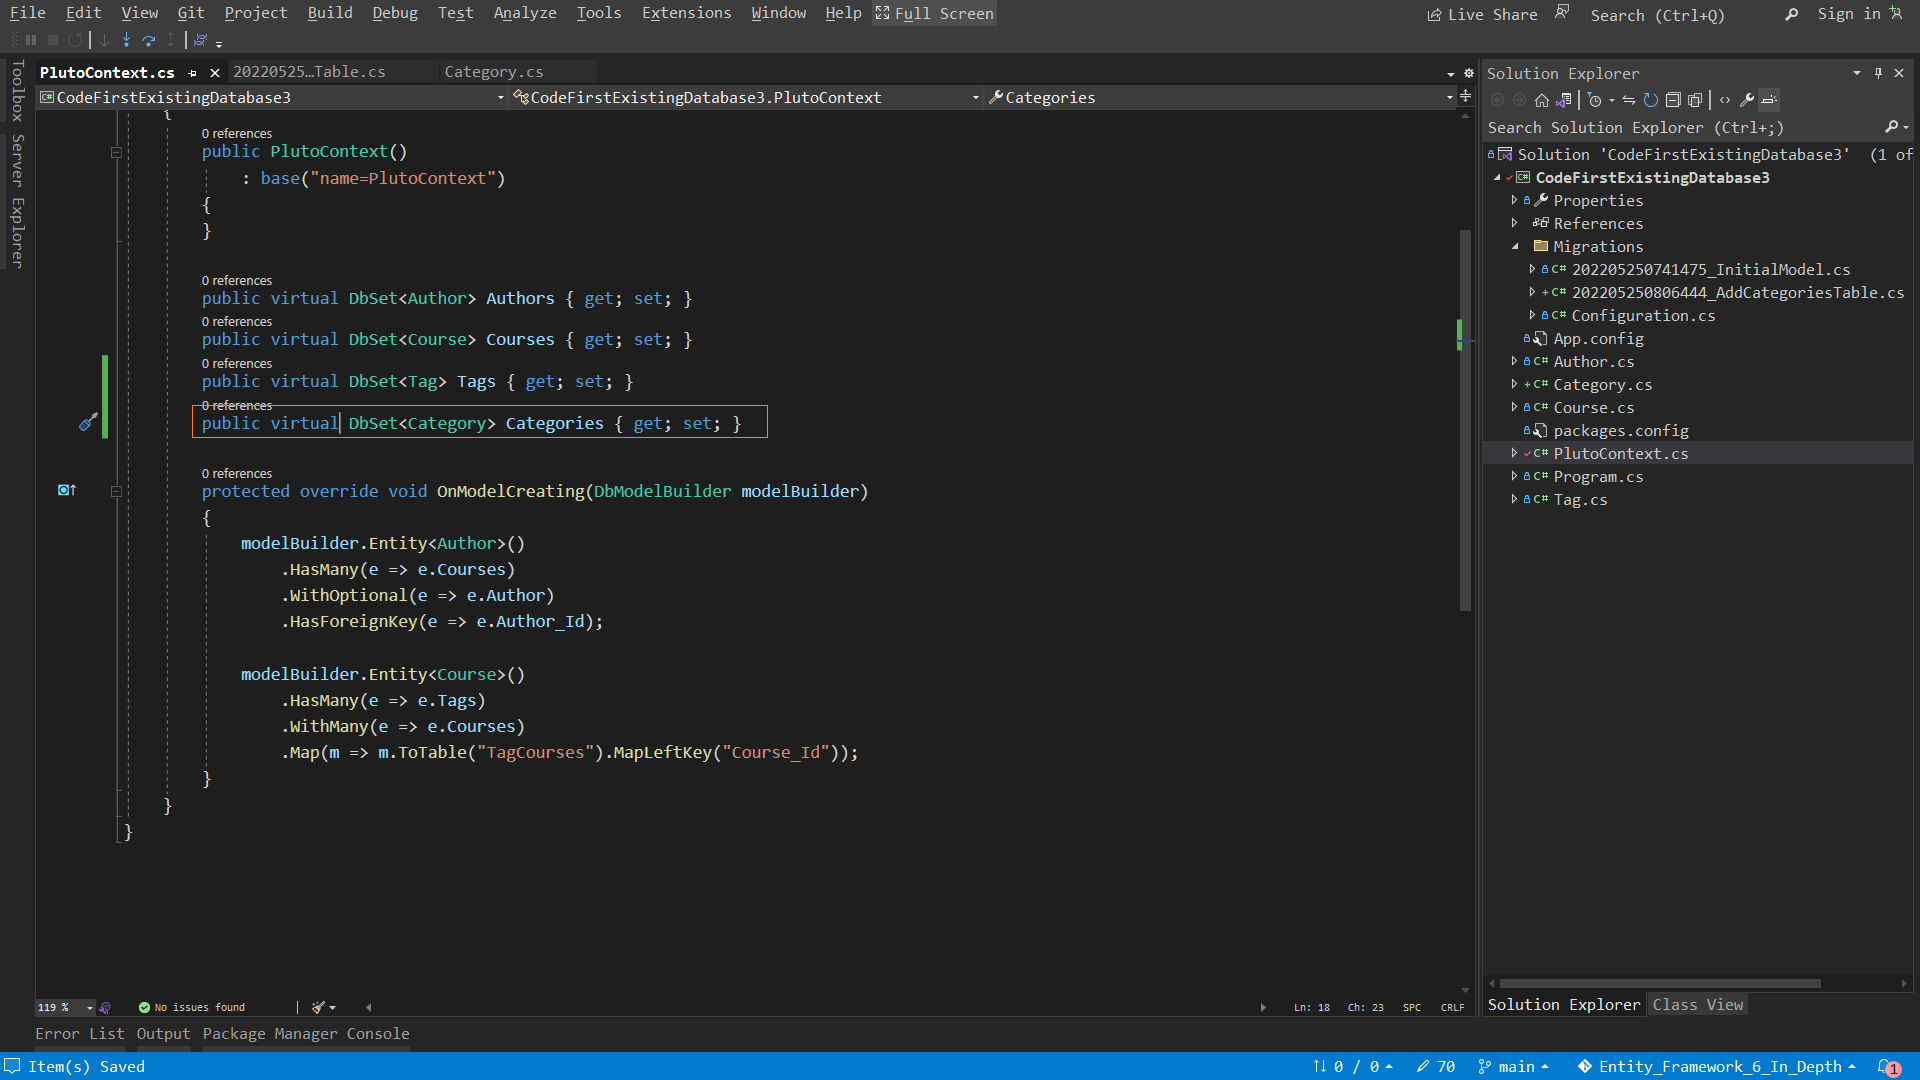 File Edit View Git Project Build Debug Test Analyze Tools Extensions Window Help Full Screen Live Share Search (Ctrl+Q) Sign in
PlutoContext.cs 20220525...Table.cs Category.cs
CodeFirstExistingDatabase3 CodeFirstExistingDatabase3.PlutoContext Categories
Toolbox
Server Explorer
{
0 references
public PlutoContext()
: base("name=PlutoContext")
{
}
0 references
public virtual DbSet<Author> Authors { get; set; }
0 references
public virtual DbSet<Course> Courses { get; set; }
0 references
public virtual DbSet<Tag> Tags { get; set; }
0 references
public virtual DbSet<Category> Categories { get; set; }
0 references
protected override void OnModelCreating(DbModelBuilder modelBuilder)
{
modelBuilder.Entity<Author>()
.HasMany(e => e.Courses)
.WithOptional(e => e.Author)
.HasForeignKey(e => e.Author_Id);
modelBuilder.Entity<Course>()
.HasMany(e => e.Tags)
.WithMany(e => e.Courses)
.Map(m => m.ToTable("TagCourses").MapLeftKey("Course_Id"));
}
}
}
119 % No issues found Ln: 18 Ch: 23 SPC CRLF
Error List Output Package Manager Console
Solution Explorer
Search Solution Explorer (Ctrl+;)
Solution 'CodeFirstExistingDatabase3' (1 of
C# CodeFirstExistingDatabase3
Properties
References
Migrations
C# 202205250741475_InitialModel.cs
+ C# 202205250806444_AddCategoriesTable.cs
C# Configuration.cs
App.config
C# Author.cs
+ C# Category.cs
C# Course.cs
packages.config
C# PlutoContext.cs
C# Program.cs
C# Tag.cs
Solution Explorer Class View
Item(s) Saved 0 / 0 70 main Entity_Framework_6_In_Depth 1